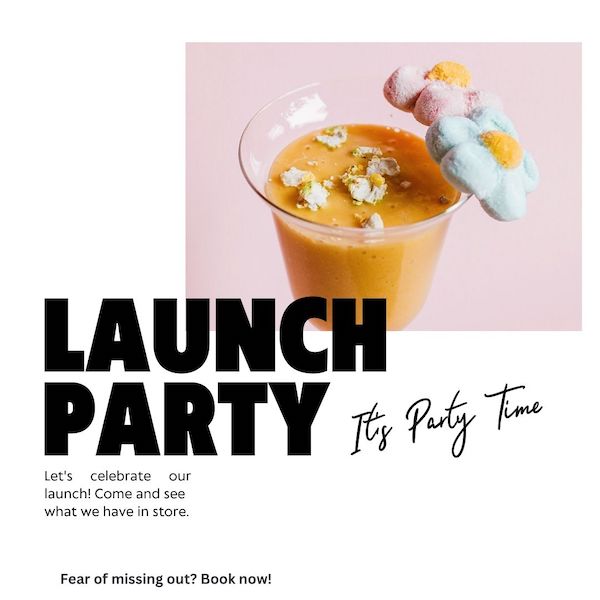 LAUNCH
PARTY
It's Party Time
Let's celebrate our
launch! Come and see
what we have in store.
Fear of missing out? Book now!